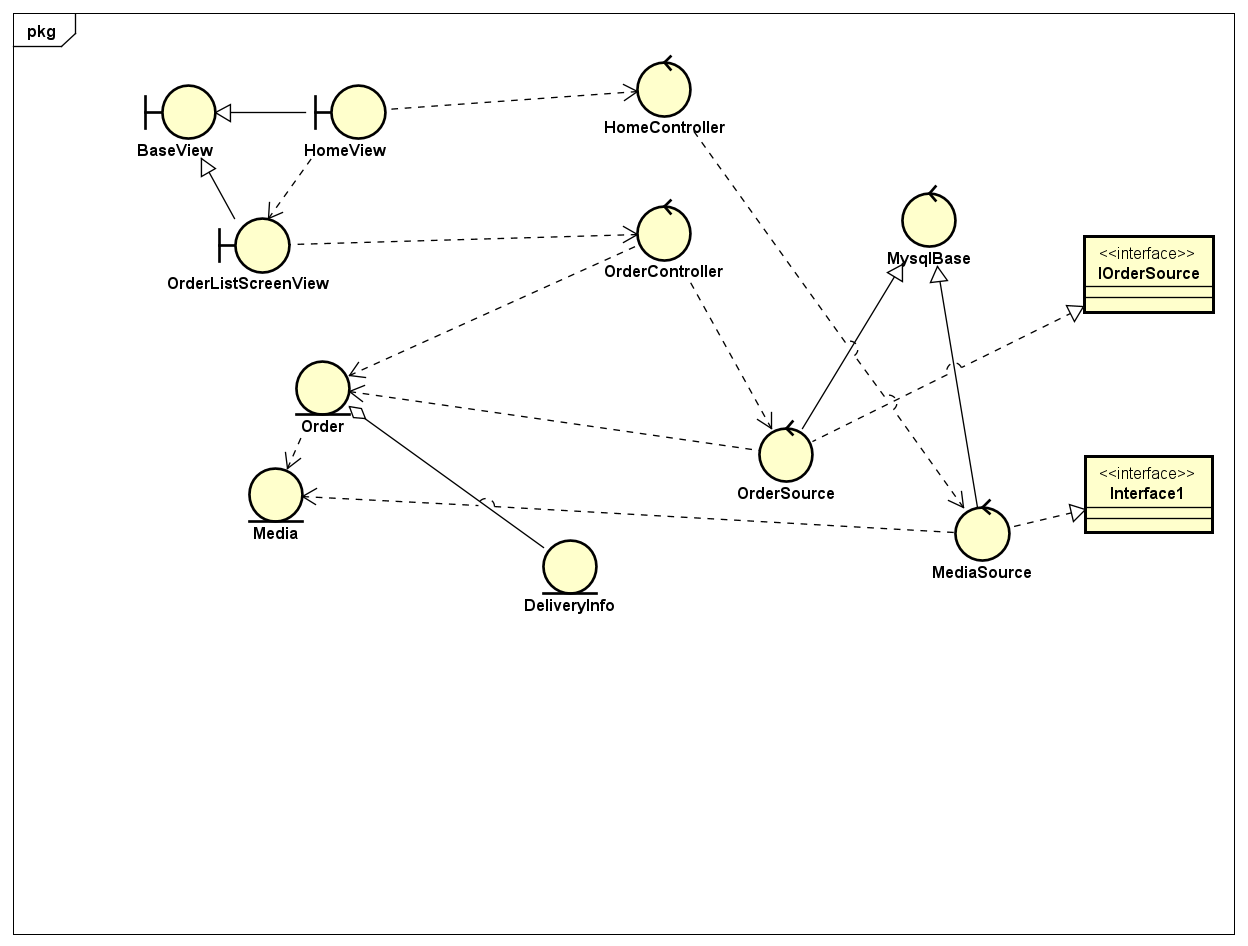 pkg
BaseView
HomeView
HomeController
OrderListScreenView
OrderController
MysqlBase
<<interface>>
IOrderSource
Order
Media
OrderSource
<<interface>>
Interface1
MediaSource
DeliveryInfo